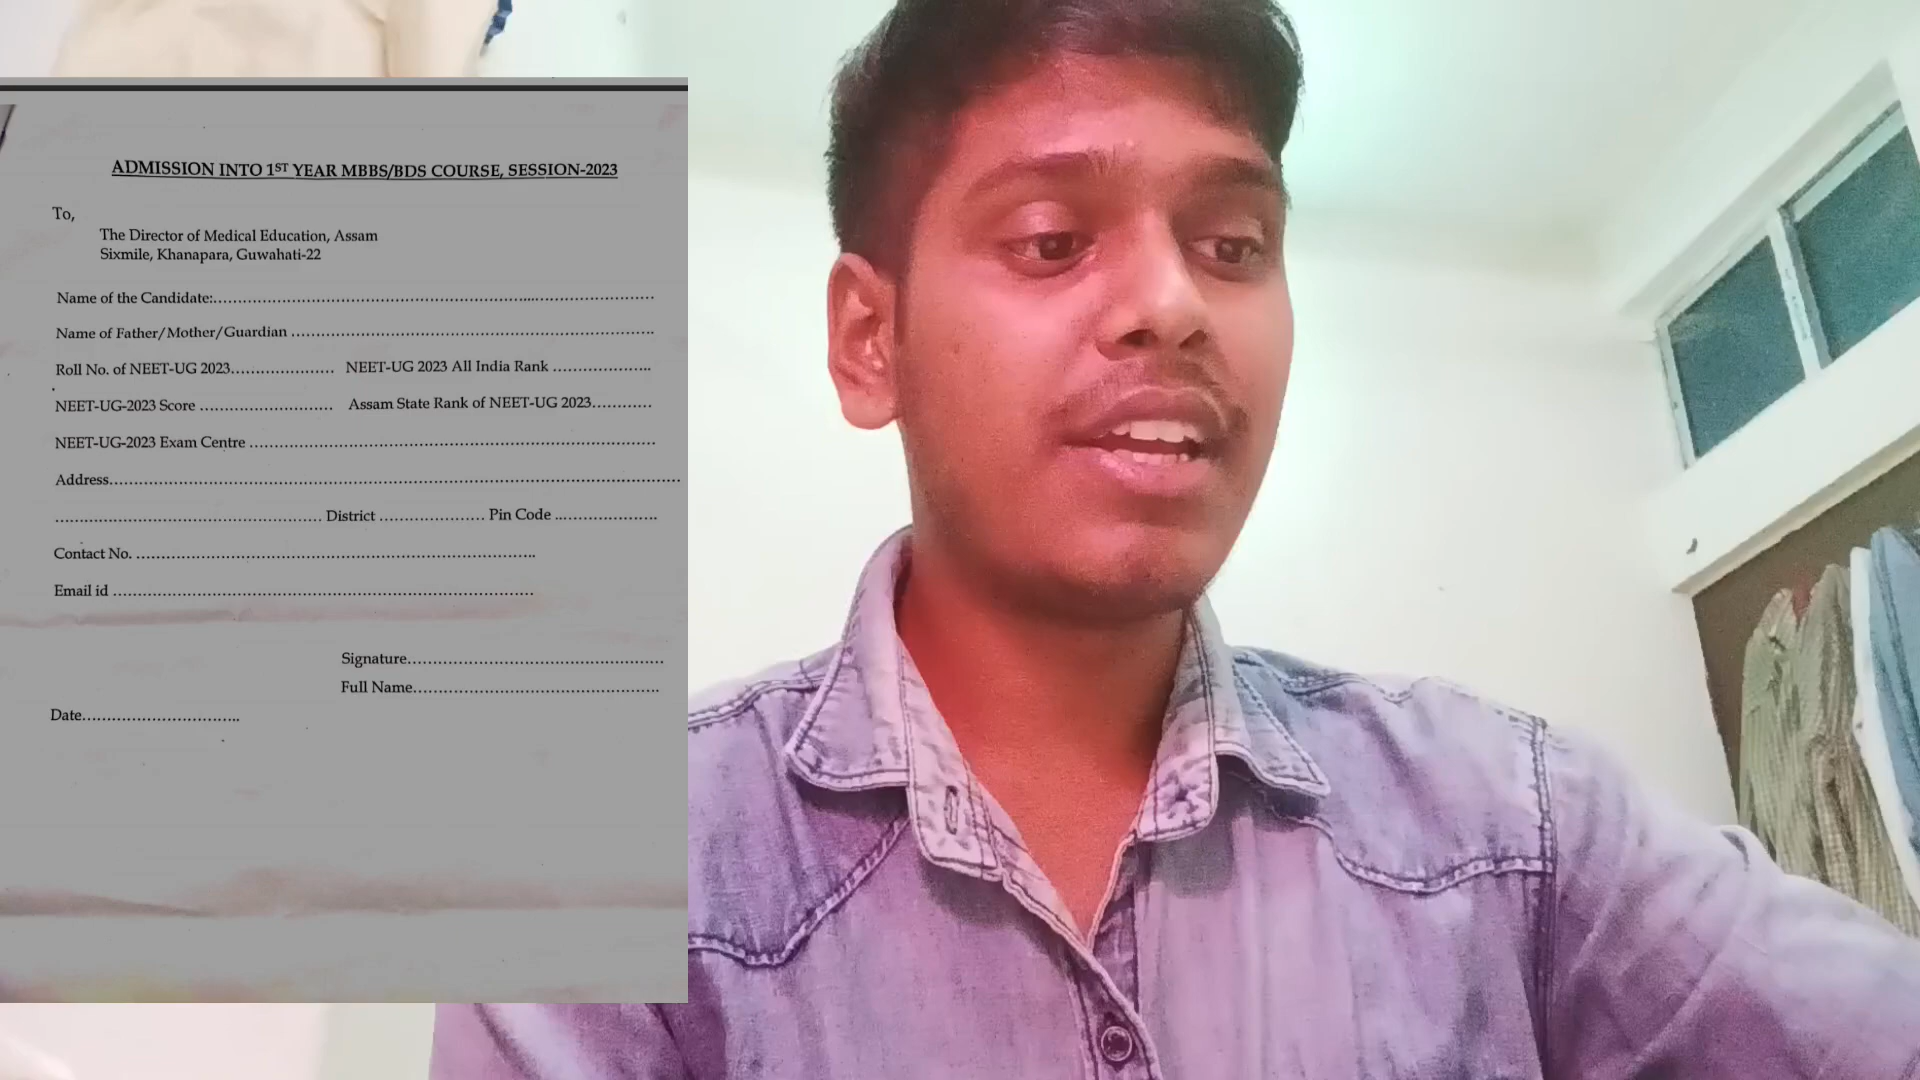 ADMISSION INTO 1ST YEAR MBBS/BDS COURSE, SESSION-2023
To,
The Director of Medical Education, Assam
Sixmile, Khanapara, Guwahati-22
Name of the Candidate:..........................................................................
Name of Father/Mother/Guardian ..............................................................
Roll No. of NEET-UG 2023.................... NEET-UG 2023 All India Rank ....................
NEET-UG-2023 Score .......................... Assam State Rank of NEET-UG 2023............
NEET-UG-2023 Exam Centre ....................................................................
Address.......................................................................................
.................................................... District ..................... Pin Code ....................
Contact No. ..................................................................
Email id ......................................................................
Signature..................................................
Full Name.................................................
Date...............................